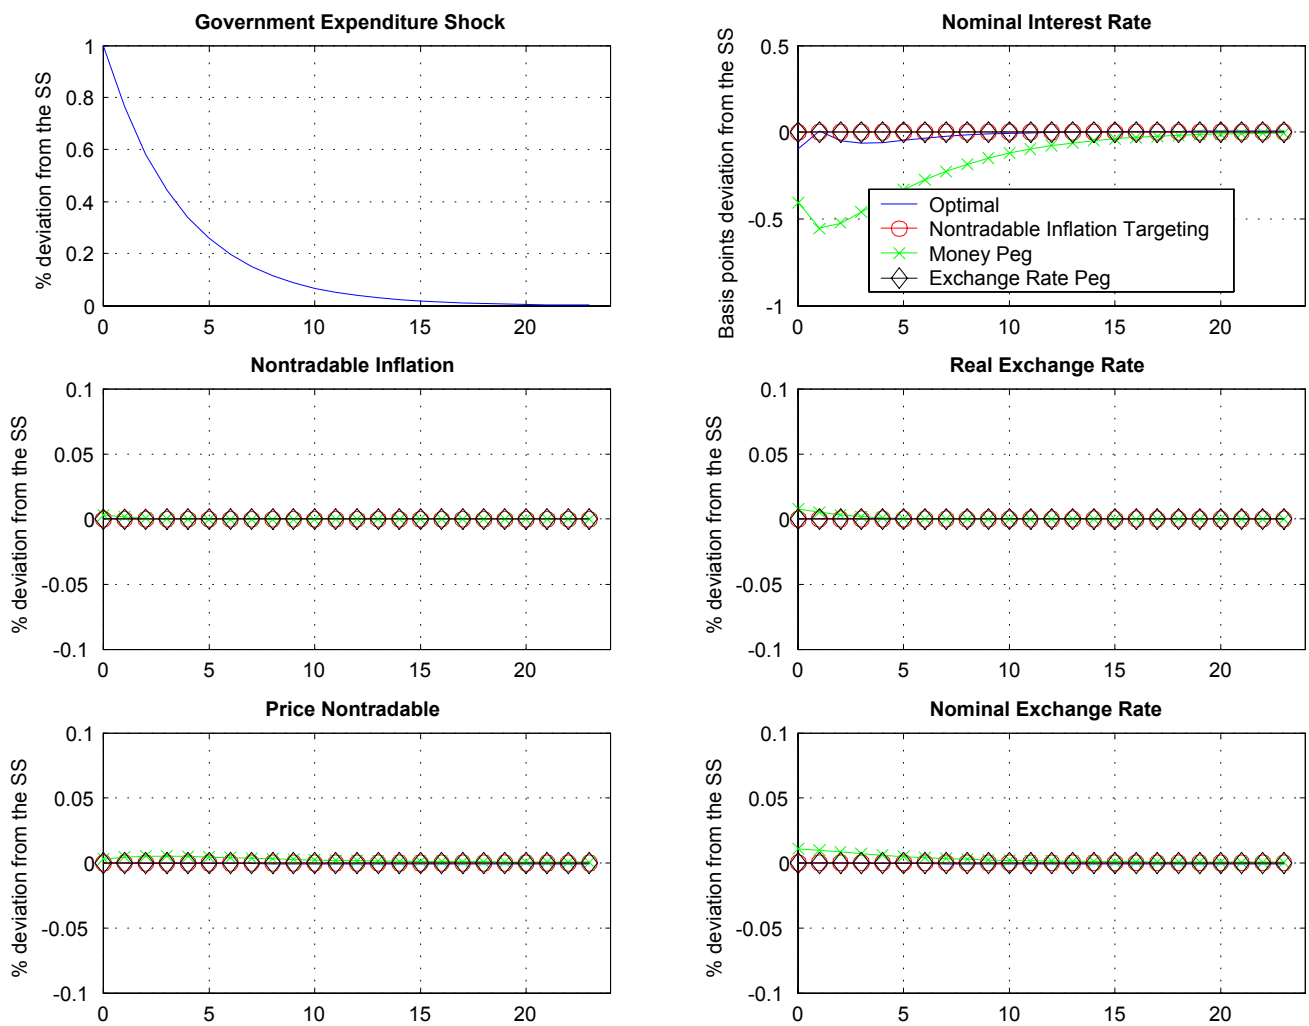 Government Expenditure Shock
% deviation from the SS
1
0.8
0.6
0.4
0.2
0
0 5 10 15 20
Nominal Interest Rate
Basis points deviation from the SS
0.5
0
-0.5
-1
0 5 10 15 20
Optimal
Nontradable Inflation Targeting
Money Peg
Exchange Rate Peg
Nontradable Inflation
% deviation from the SS
0.1
0.05
0
-0.05
-0.1
0 5 10 15 20
Real Exchange Rate
% deviation from the SS
0.1
0.05
0
-0.05
-0.1
0 5 10 15 20
Price Nontradable
% deviation from the SS
0.1
0.05
0
-0.05
-0.1
0 5 10 15 20
Nominal Exchange Rate
% deviation from the SS
0.1
0.05
0
-0.05
-0.1
0 5 10 15 20